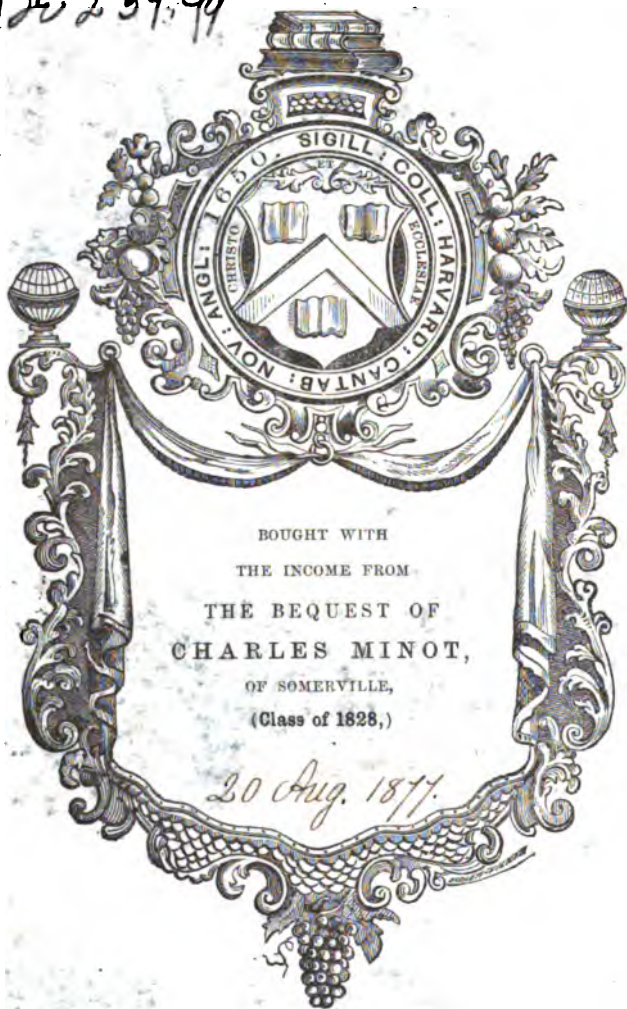 SIGILL: COLL: HARVARD: CANTAB: NOV: ANGL: 1650.
ET
CHRISTO
ECCLESIAE
BOUGHT WITH
THE INCOME FROM
THE BEQUEST OF
CHARLES MINOT,
OF SOMERVILLE,
(Class of 1828,)
20 Aug. 1877.